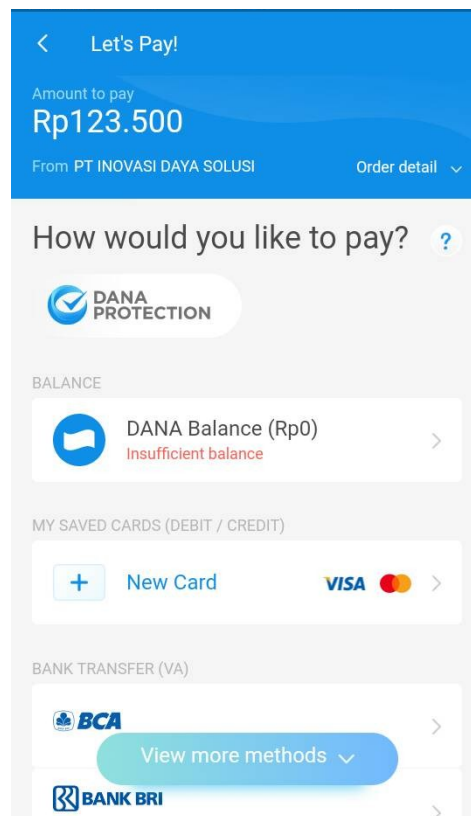 Let's Pay!
Amount to pay
Rp123.500
From PT INOVASI DAYA SOLUSI
Order detail
How would you like to pay?
?
DANA
PROTECTION
BALANCE
DANA Balance (Rp0)
Insufficient balance
MY SAVED CARDS (DEBIT / CREDIT)
New Card
VISA
BANK TRANSFER (VA)
BCA
View more methods
BANK BRI